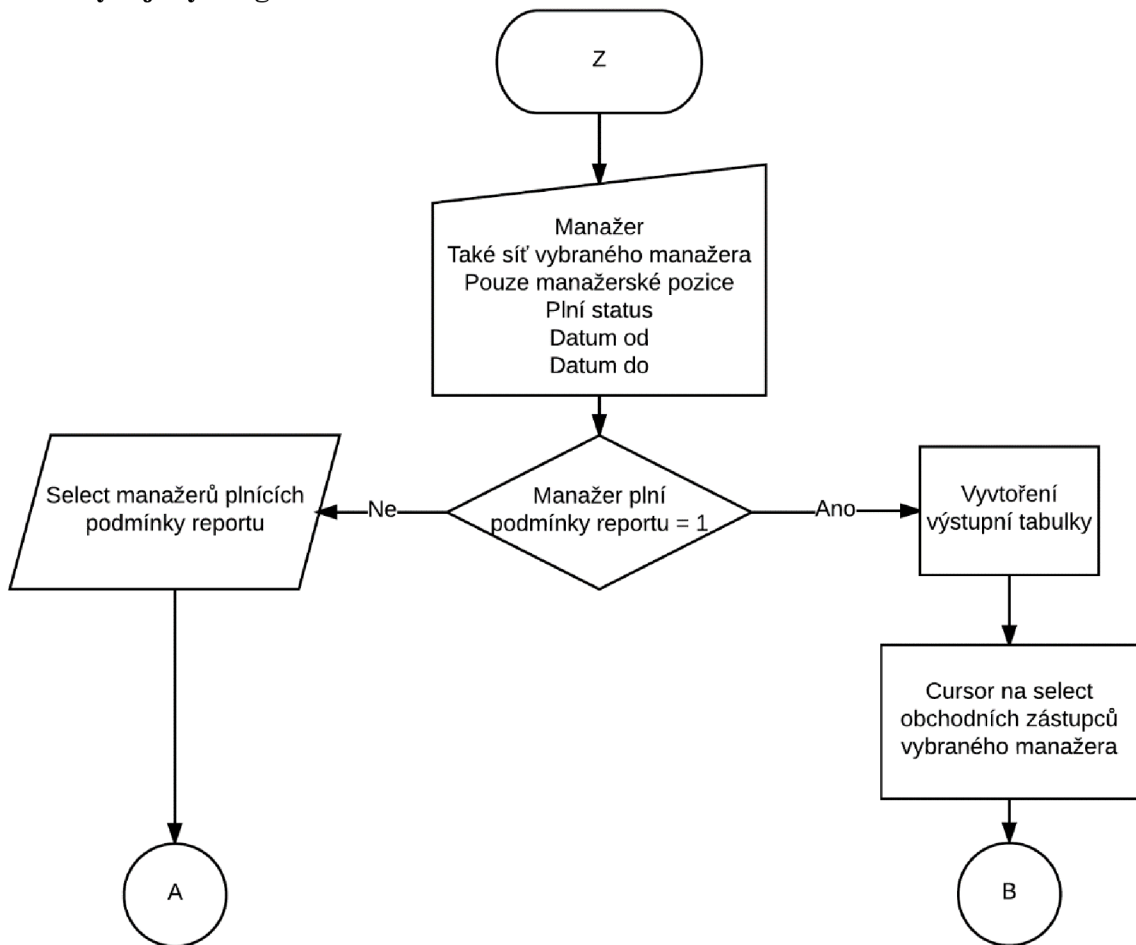 Z
Manažer
Také síť vybraného manažera
Pouze manažerské pozice
Plní status
Datum od
Datum do
Manažer plní
podmínky reportu = 1
Ne
Ano
Select manažerů plnících
podmínky reportu
Vyvtoření
výstupní tabulky
Cursor na select
obchodních zástupců
vybraného manažera
A
B